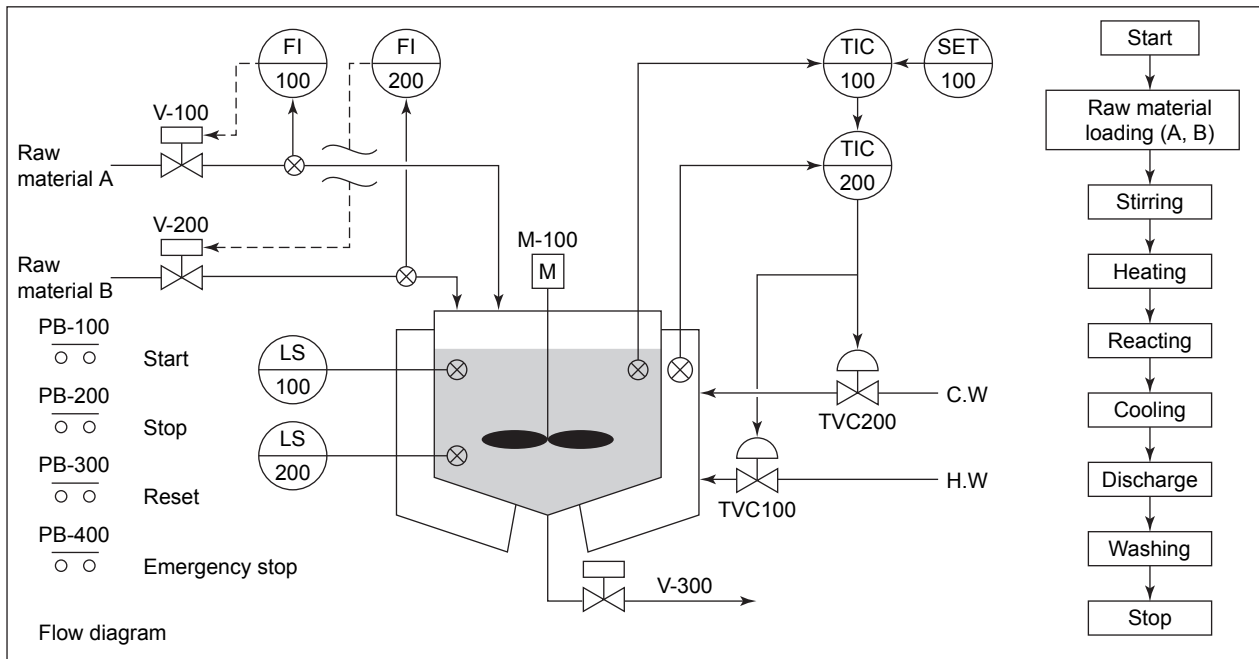 FI
100
FI
200
TIC
100
SET
100
V-100
Raw
material A
TIC
200
V-200
Raw
material B
M-100
M
PB-100
Start
PB-200
Stop
PB-300
Reset
PB-400
Emergency stop
LS
100
LS
200
C.W
TVC200
H.W
TVC100
V-300
Flow diagram
Start
Raw material
loading (A, B)
Stirring
Heating
Reacting
Cooling
Discharge
Washing
Stop